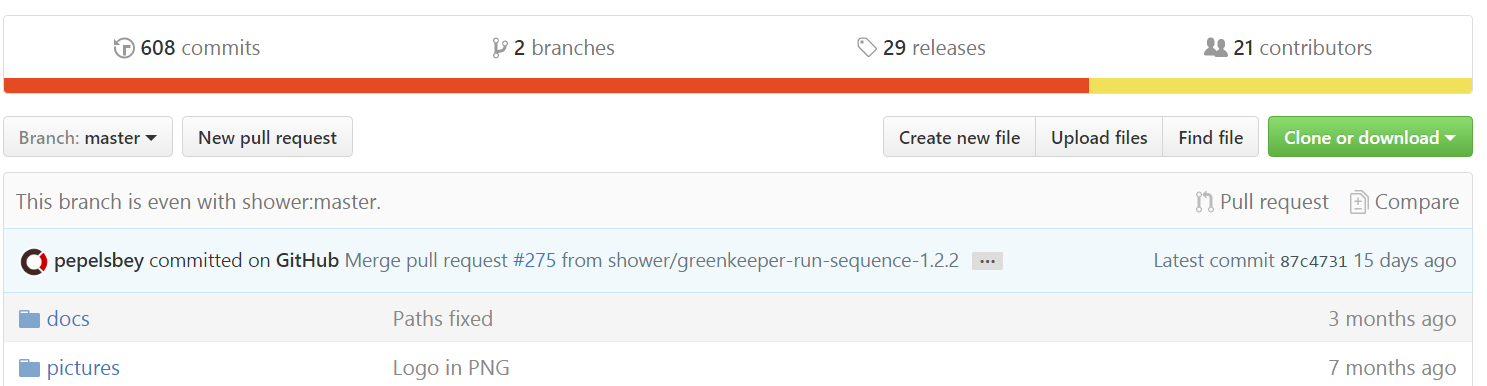 608 commits 2 branches 29 releases 21 contributors
Branch: master New pull request Create new file Upload files Find file Clone or download
This branch is even with shower:master. Pull request Compare
pepelsbey committed on GitHub Merge pull request #275 from shower/greenkeeper-run-sequence-1.2.2 ... Latest commit 87c4731 15 days ago
docs Paths fixed 3 months ago
pictures Logo in PNG 7 months ago